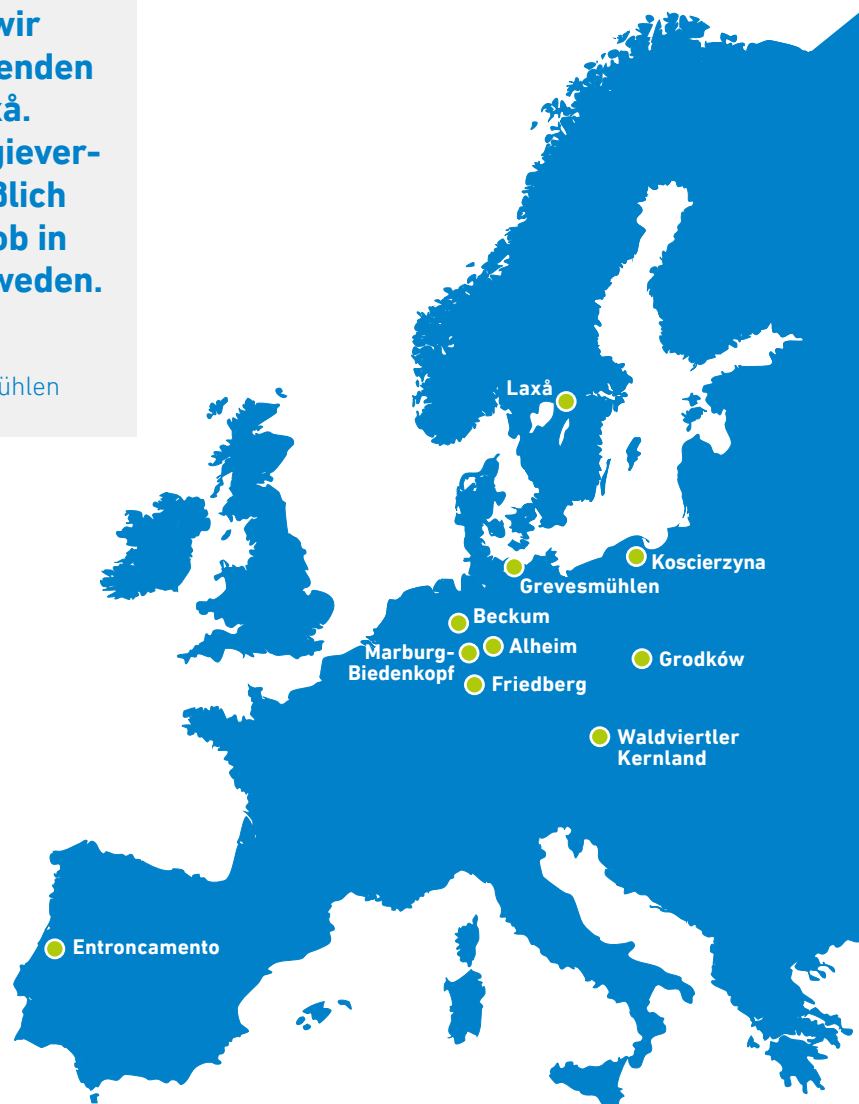 wir
enden
å.
giever-
ßlich
ob in
weden.
ühlen
Laxå
Koscierzyna
Grevesmühlen
Beckum
Alheim
Marburg-
Biedenkopf
Grodków
Friedberg
Waldviertler
Kernland
Entroncamento